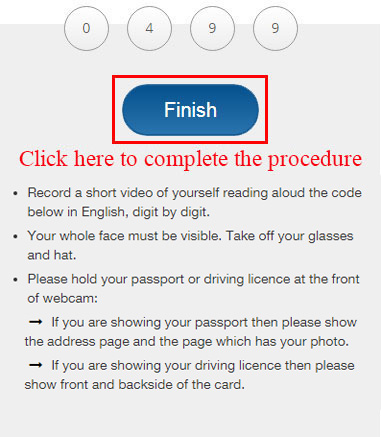 0 4 9 9
Finish
Click here to complete the procedure
• Record a short video of yourself reading aloud the code
below in English, digit by digit.
• Your whole face must be visible. Take off your glasses
and hat.
• Please hold your passport or driving licence at the front
of webcam:
➞ If you are showing your passport then please show
the address page and the page which has your photo.
➞ If you are showing your driving licence then please
show front and backside of the card.